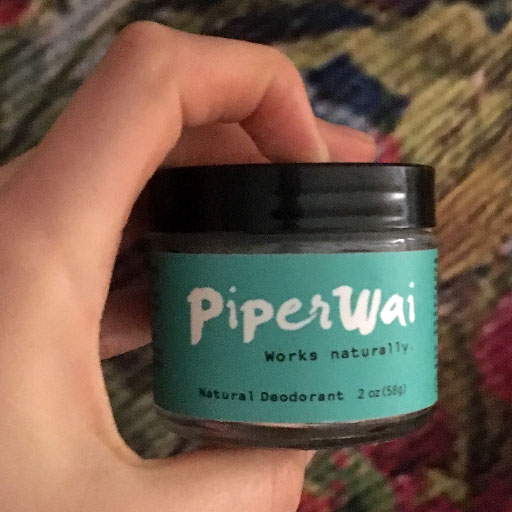 PiperWai
Works naturally.
Natural Deodorant 2 oz (58g)